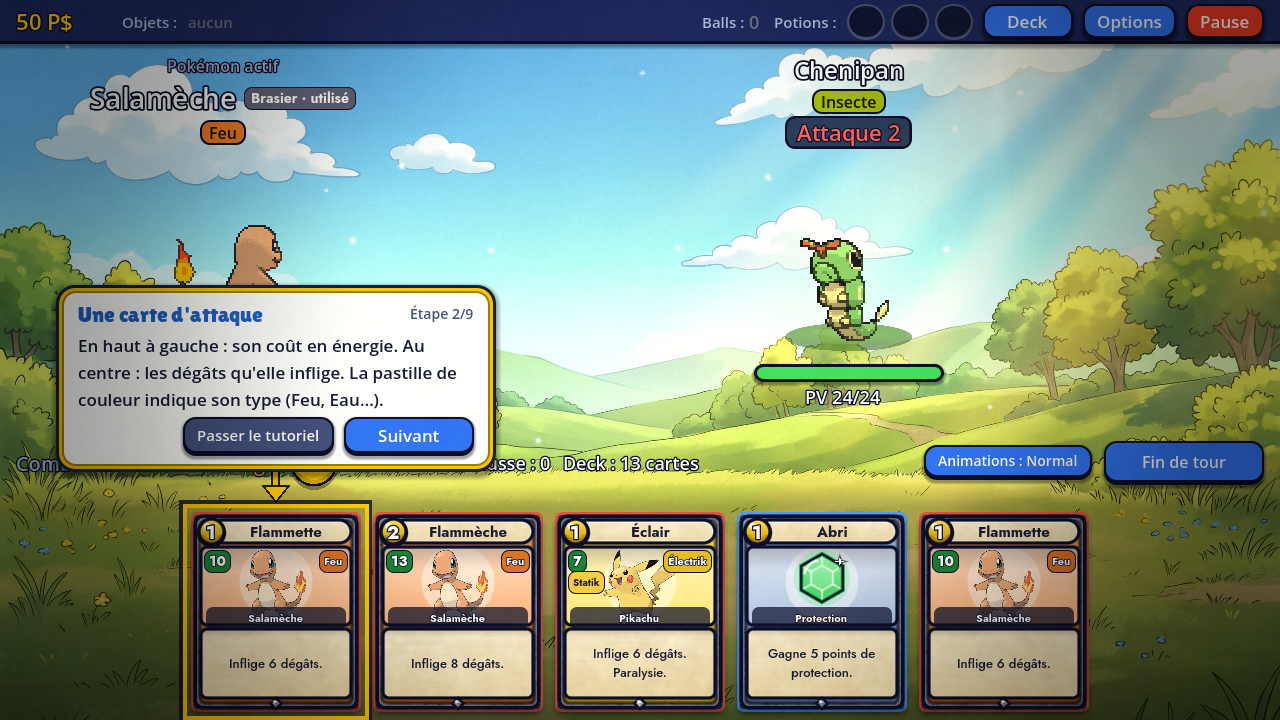 50 P$
Objets : aucun
Balls : 0
Potions :
Deck
Options
Pause
Pokémon actif
Salamèche
Brasier · utilisé
Feu
Chenipan
Insecte
Attaque 2
PV 24/24
Une carte d'attaque
Étape 2/9
En haut à gauche : son coût en énergie. Au
centre : les dégâts qu'elle inflige. La pastille de
couleur indique son type (Feu, Eau...).
Passer le tutoriel
Suivant
: 0 Deck : 13 cartes
Animations : Normal
Fin de tour
1 Flammette
10 Feu
Salamèche
Inflige 6 dégâts.
2 Flammèche
13 Feu
Salamèche
Inflige 8 dégâts.
1 Éclair
7 Électrik
Statik
Pikachu
Inflige 6 dégâts.
Paralysie.
1 Abri
Protection
Gagne 5 points de
protection.
1 Flammette
10 Feu
Salamèche
Inflige 6 dégâts.